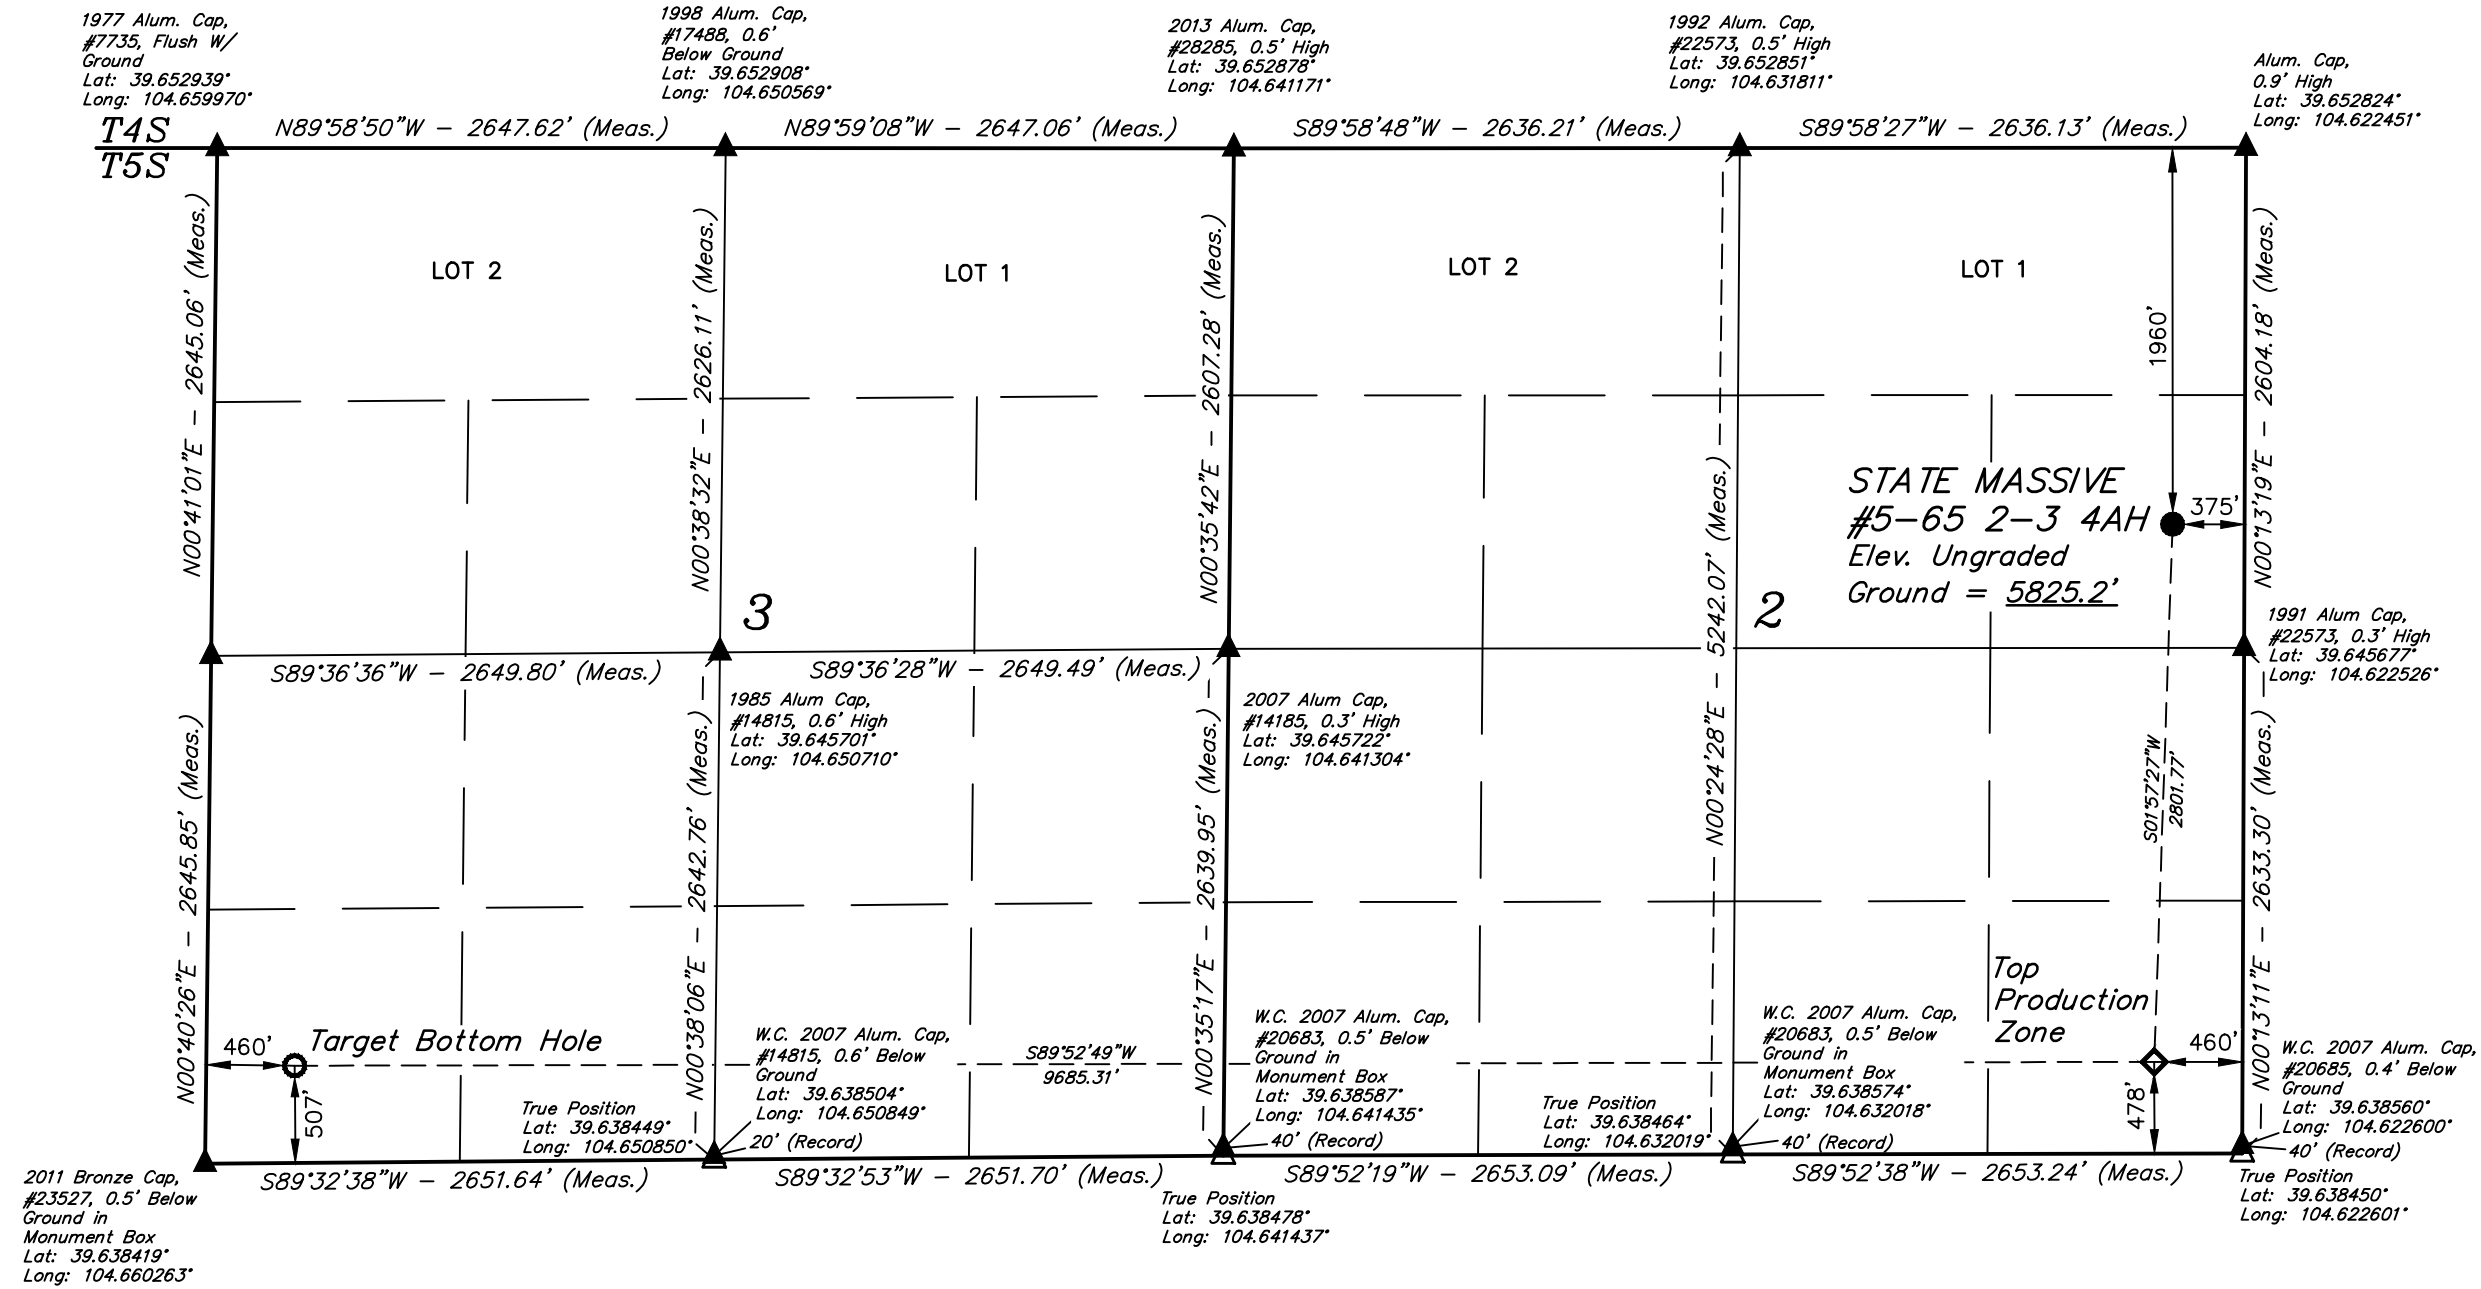 1977 Alum. Cap,
#7735, Flush W/
Ground
Lat: 39.652939°
Long: 104.659970°
1998 Alum. Cap,
#17488, 0.6'
Below Ground
Lat: 39.652908°
Long: 104.650569°
2013 Alum. Cap,
#28285, 0.5' High
Lat: 39.652878°
Long: 104.641171°
1992 Alum. Cap,
#22573, 0.5' High
Lat: 39.652851°
Long: 104.631811°
Alum. Cap,
0.9' High
Lat: 39.652824°
Long: 104.622451°
T4S
T5S
N89°58'50"W - 2647.62' (Meas.)
N89°59'08"W - 2647.06' (Meas.)
S89°58'48"W - 2636.21' (Meas.)
S89°58'27"W - 2636.13' (Meas.)
N00°41'01"E - 2645.06' (Meas.)
LOT 2
N00°38'32"E - 2626.11' (Meas.)
LOT 1
N00°35'42"E - 2607.28' (Meas.)
LOT 2
LOT 1
1960'
N00°13'19"E - 2604.18' (Meas.)
STATE MASSIVE
#5-65 2-3 4AH
Elev. Ungraded
Ground = 5825.2'
375'
3
2
N00°24'28"E - 5242.07' (Meas.)
1991 Alum Cap,
#22573, 0.3' High
Lat: 39.645677°
Long: 104.622526°
S89°36'36"W - 2649.80' (Meas.)
S89°36'28"W - 2649.49' (Meas.)
1985 Alum Cap,
#14815, 0.6' High
Lat: 39.645701°
Long: 104.650710°
2007 Alum Cap,
#14185, 0.3' High
Lat: 39.645722°
Long: 104.641304°
N00°40'26"E - 2645.85' (Meas.)
N00°38'06"E - 2642.76' (Meas.)
N00°35'17"E - 2639.95' (Meas.)
S01°57'27"W
2801.77'
N00°13'11"E - 2633.30' (Meas.)
Top
Production
Zone
460'
Target Bottom Hole
507'
W.C. 2007 Alum. Cap,
#14815, 0.6' Below
Ground
Lat: 39.638504°
Long: 104.650849°
20' (Record)
True Position
Lat: 39.638449°
Long: 104.650850°
S89°52'49"W
9685.31'
W.C. 2007 Alum. Cap,
#20683, 0.5' Below
Ground in
Monument Box
Lat: 39.638587°
Long: 104.641435°
40' (Record)
True Position
Lat: 39.638464°
Long: 104.632019°
W.C. 2007 Alum. Cap,
#20683, 0.5' Below
Ground in
Monument Box
Lat: 39.638574°
Long: 104.632018°
40' (Record)
460'
478'
W.C. 2007 Alum. Cap,
#20685, 0.4' Below
Ground
Lat: 39.638560°
Long: 104.622600°
40' (Record)
True Position
Lat: 39.638450°
Long: 104.622601°
2011 Bronze Cap,
#23527, 0.5' Below
Ground in
Monument Box
Lat: 39.638419°
Long: 104.660263°
S89°32'38"W - 2651.64' (Meas.)
S89°32'53"W - 2651.70' (Meas.)
S89°52'19"W - 2653.09' (Meas.)
S89°52'38"W - 2653.24' (Meas.)
True Position
Lat: 39.638478°
Long: 104.641437°